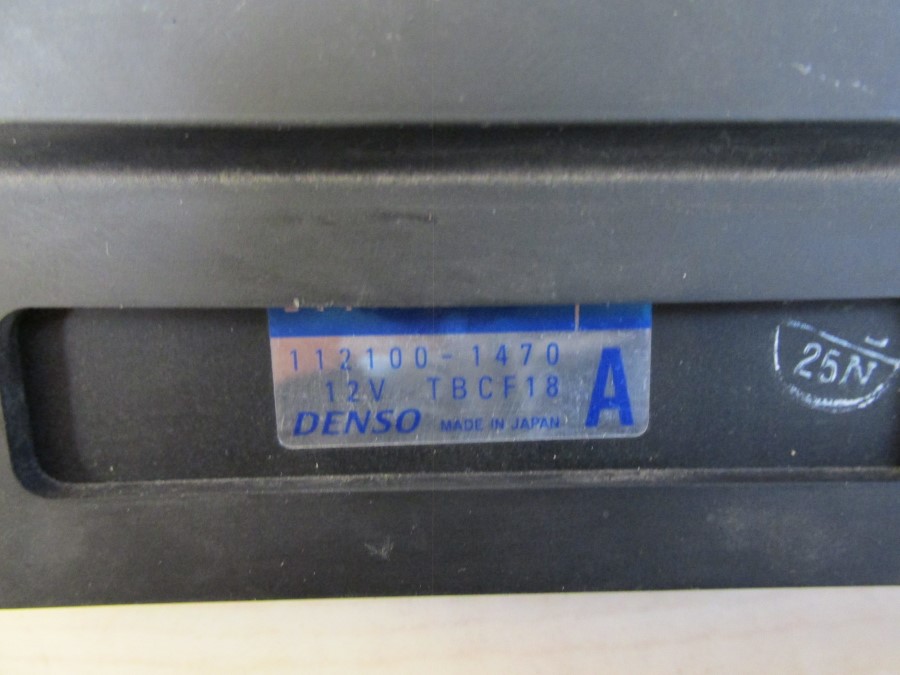 112100-1470
12V TBCF18 A
DENSO MADE IN JAPAN
25N